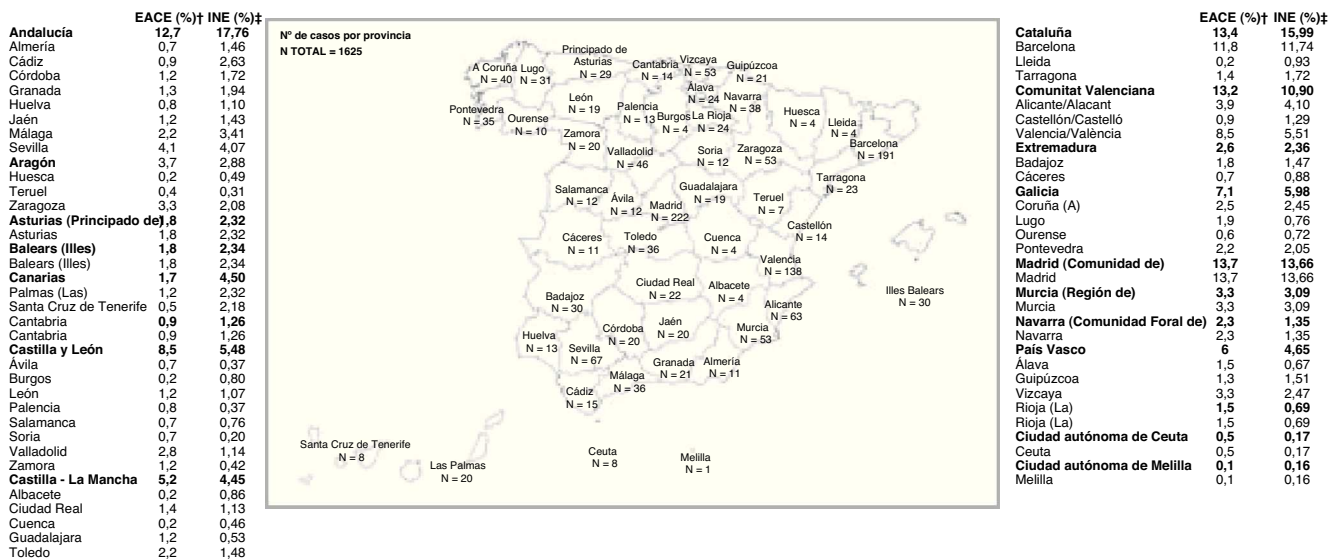 EACE (%)† INE (%)‡
Andalucía 12,7 17,76
Almería 0,7 1,46
Cádiz 0,9 2,63
Córdoba 1,2 1,72
Granada 1,3 1,94
Huelva 0,8 1,10
Jaén 1,2 1,43
Málaga 2,2 3,41
Sevilla 4,1 4,07
Aragón 3,7 2,88
Huesca 0,2 0,49
Teruel 0,4 0,31
Zaragoza 3,3 2,08
Asturias (Principado de) 1,8 2,32
Asturias 1,8 2,32
Balears (Illes) 1,8 2,34
Balears (Illes) 1,8 2,34
Canarias 1,7 4,50
Palmas (Las) 1,2 2,32
Santa Cruz de Tenerife 0,5 2,18
Cantabria 0,9 1,26
Cantabria 0,9 1,26
Castilla y León 8,5 5,48
Ávila 0,7 0,37
Burgos 0,2 0,80
León 1,2 1,07
Palencia 0,8 0,37
Salamanca 0,7 0,76
Soria 0,7 0,20
Valladolid 2,8 1,14
Zamora 1,2 0,42
Castilla - La Mancha 5,2 4,45
Albacete 0,2 0,86
Ciudad Real 1,4 1,13
Cuenca 0,2 0,46
Guadalajara 1,2 0,53
Toledo 2,2 1,48
Nº de casos por provincia
N TOTAL = 1625
A Coruña
N = 40
Lugo
N = 31
Principado de
Asturias
N = 29
Cantabria
N = 14
Vizcaya
N = 53
Guipúzcoa
N = 21
Álava
N = 24
Navarra
N = 38
Pontevedra
N = 35
Ourense
N = 10
León
N = 19
Palencia
N = 13
Burgos
N = 4
La Rioja
N = 24
Huesca
N = 4
Lleida
N = 4
Barcelona
N = 191
Zamora
N = 20
Valladolid
N = 46
Soria
N = 12
Zaragoza
N = 53
Tarragona
N = 23
Salamanca
N = 12
Ávila
N = 12
Madrid
N = 222
Guadalajara
N = 19
Teruel
N = 7
Castellón
N = 14
Cáceres
N = 11
Toledo
N = 36
Cuenca
N = 4
Valencia
N = 138
Illes Balears
N = 30
Badajoz
N = 30
Ciudad Real
N = 22
Albacete
N = 4
Alicante
N = 63
Huelva
N = 13
Sevilla
N = 67
Córdoba
N = 20
Jaén
N = 20
Murcia
N = 53
Granada
N = 21
Almería
N = 11
Málaga
N = 36
Cádiz
N = 15
Santa Cruz de Tenerife
N = 8
Las Palmas
N = 20
Ceuta
N = 8
Melilla
N = 1
EACE (%)† INE (%)‡
Cataluña 13,4 15,99
Barcelona 11,8 11,74
Lleida 0,2 0,93
Tarragona 1,4 1,72
Comunitat Valenciana 13,2 10,90
Alicante/Alacant 3,9 4,10
Castellón/Castelló 0,9 1,29
Valencia/València 8,5 5,51
Extremadura 2,6 2,36
Badajoz 1,8 1,47
Cáceres 0,7 0,88
Galicia 7,1 5,98
Coruña (A) 2,5 2,45
Lugo 1,9 0,76
Ourense 0,6 0,72
Pontevedra 2,2 2,05
Madrid (Comunidad de) 13,7 13,66
Madrid 13,7 13,66
Murcia (Región de) 3,3 3,09
Murcia 3,3 3,09
Navarra (Comunidad Foral de) 2,3 1,35
Navarra 2,3 1,35
País Vasco 6 4,65
Álava 1,5 0,67
Guipúzcoa 1,3 1,51
Vizcaya 3,3 2,47
Rioja (La) 1,5 0,69
Rioja (La) 1,5 0,69
Ciudad autónoma de Ceuta 0,5 0,17
Ceuta 0,5 0,17
Ciudad autónoma de Melilla 0,1 0,16
Melilla 0,1 0,16